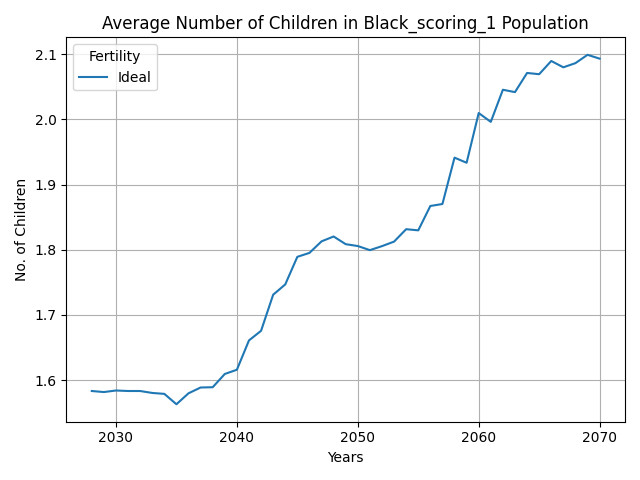 Average Number of Children in Black_scoring_1 Population
Fertility
Ideal
No. of Children
2.1
2.0
1.9
1.8
1.7
1.6
2030 2040 2050 2060 2070
Years